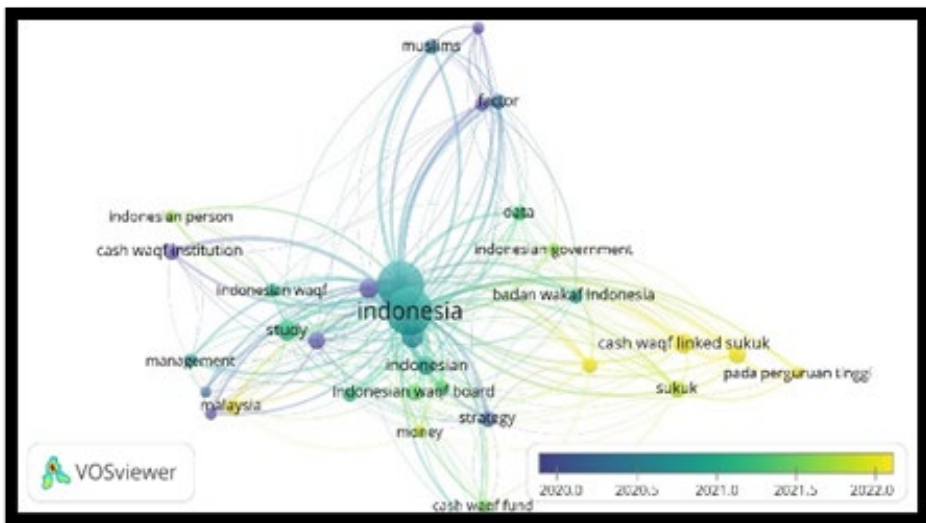 muslims
factor
indonesian person
data
cash waqf institution
indonesian government
indonesian waqf
badan wakaf indonesia
indonesia
study
cash waqf linked sukuk
management
indonesian
pada perguruan tinggi
indonesian waqf board
sukuk
malaysia
strategy
money
cash waqf fund
VOSviewer
2020.0 2020.5 2021.0 2021.5 2022.0